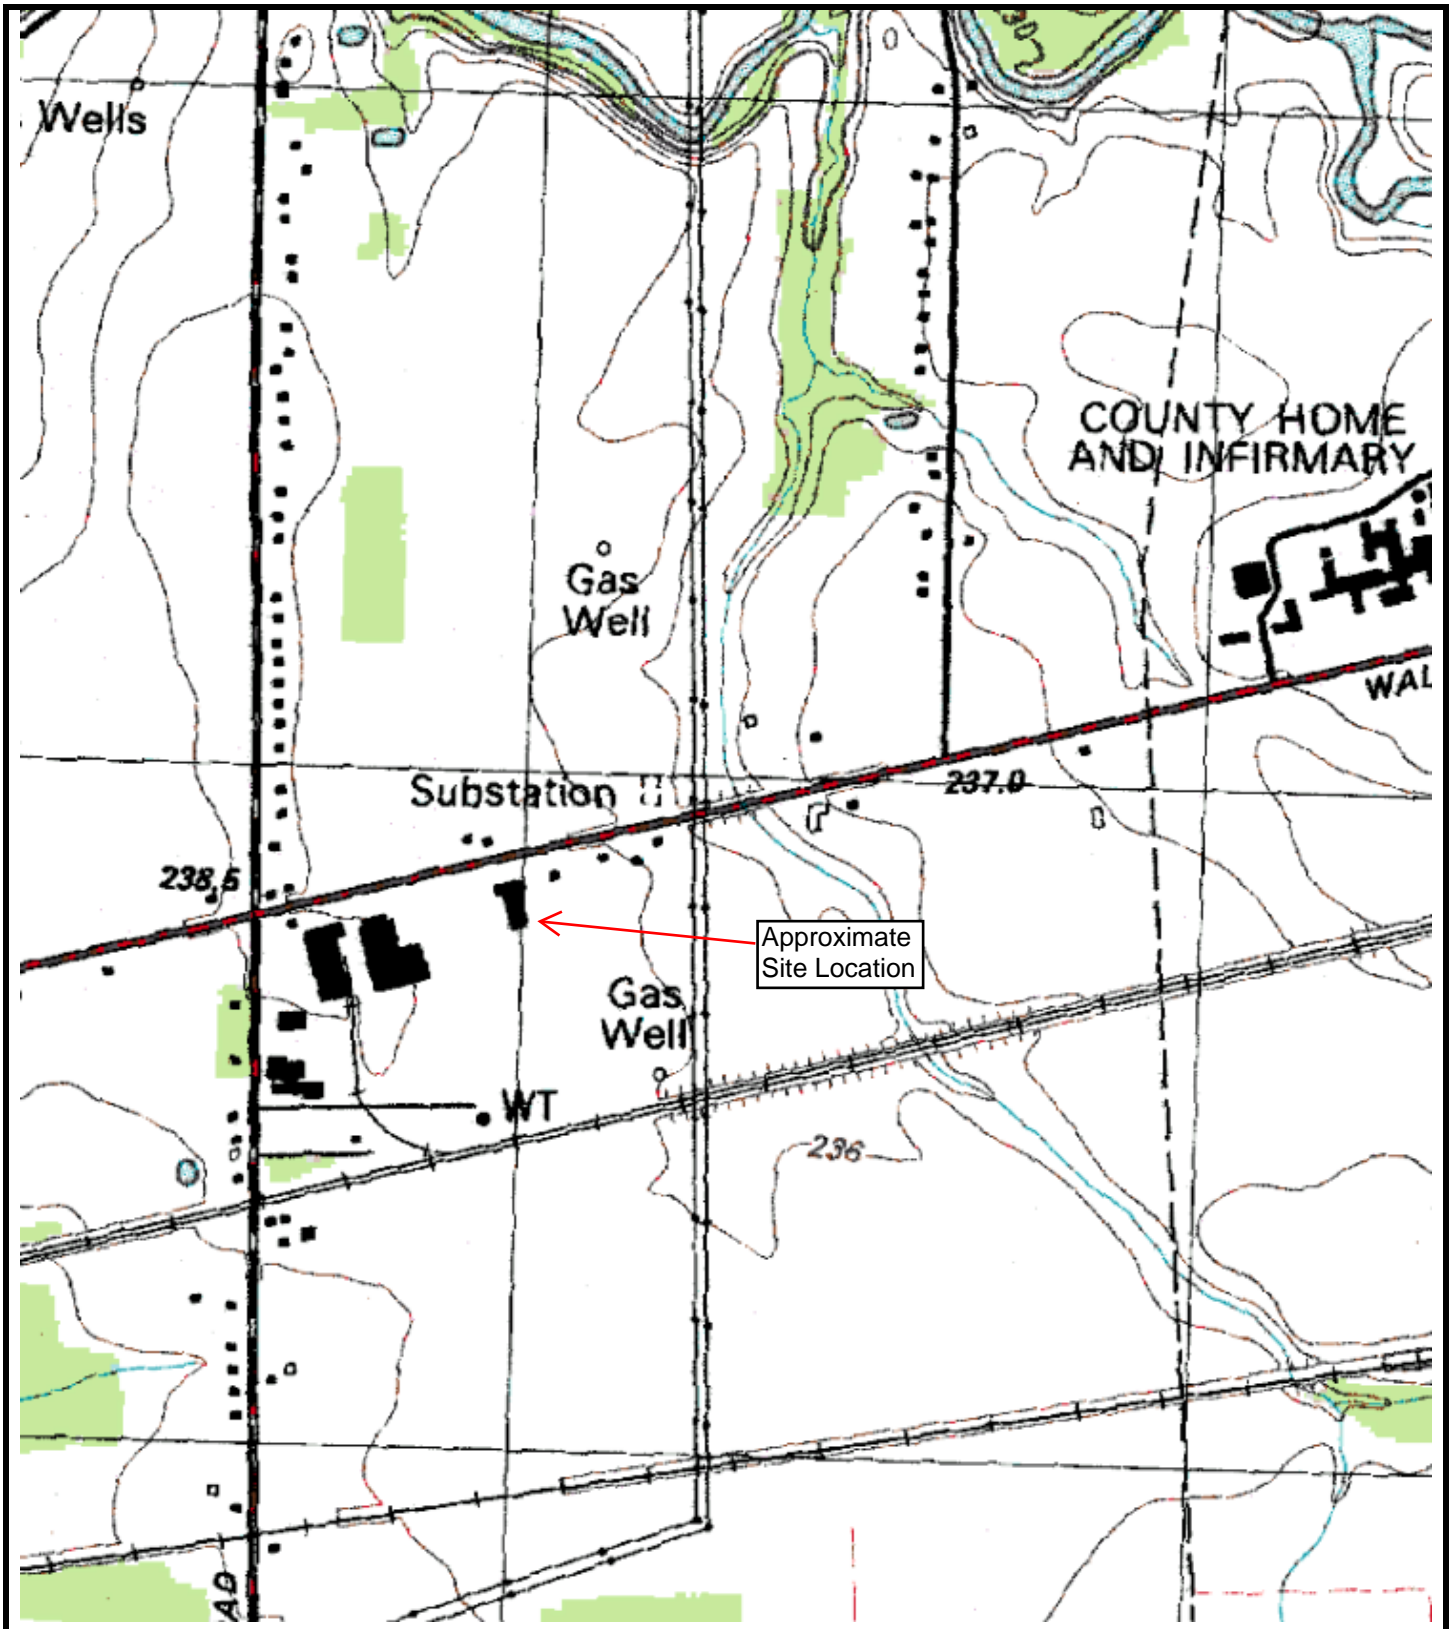 Wells
COUNTY HOME
AND INFIRMARY
Gas
Well
WAL
Substation
237.0
238.5
Approximate
Site Location
Gas
Well
WT
236
AD